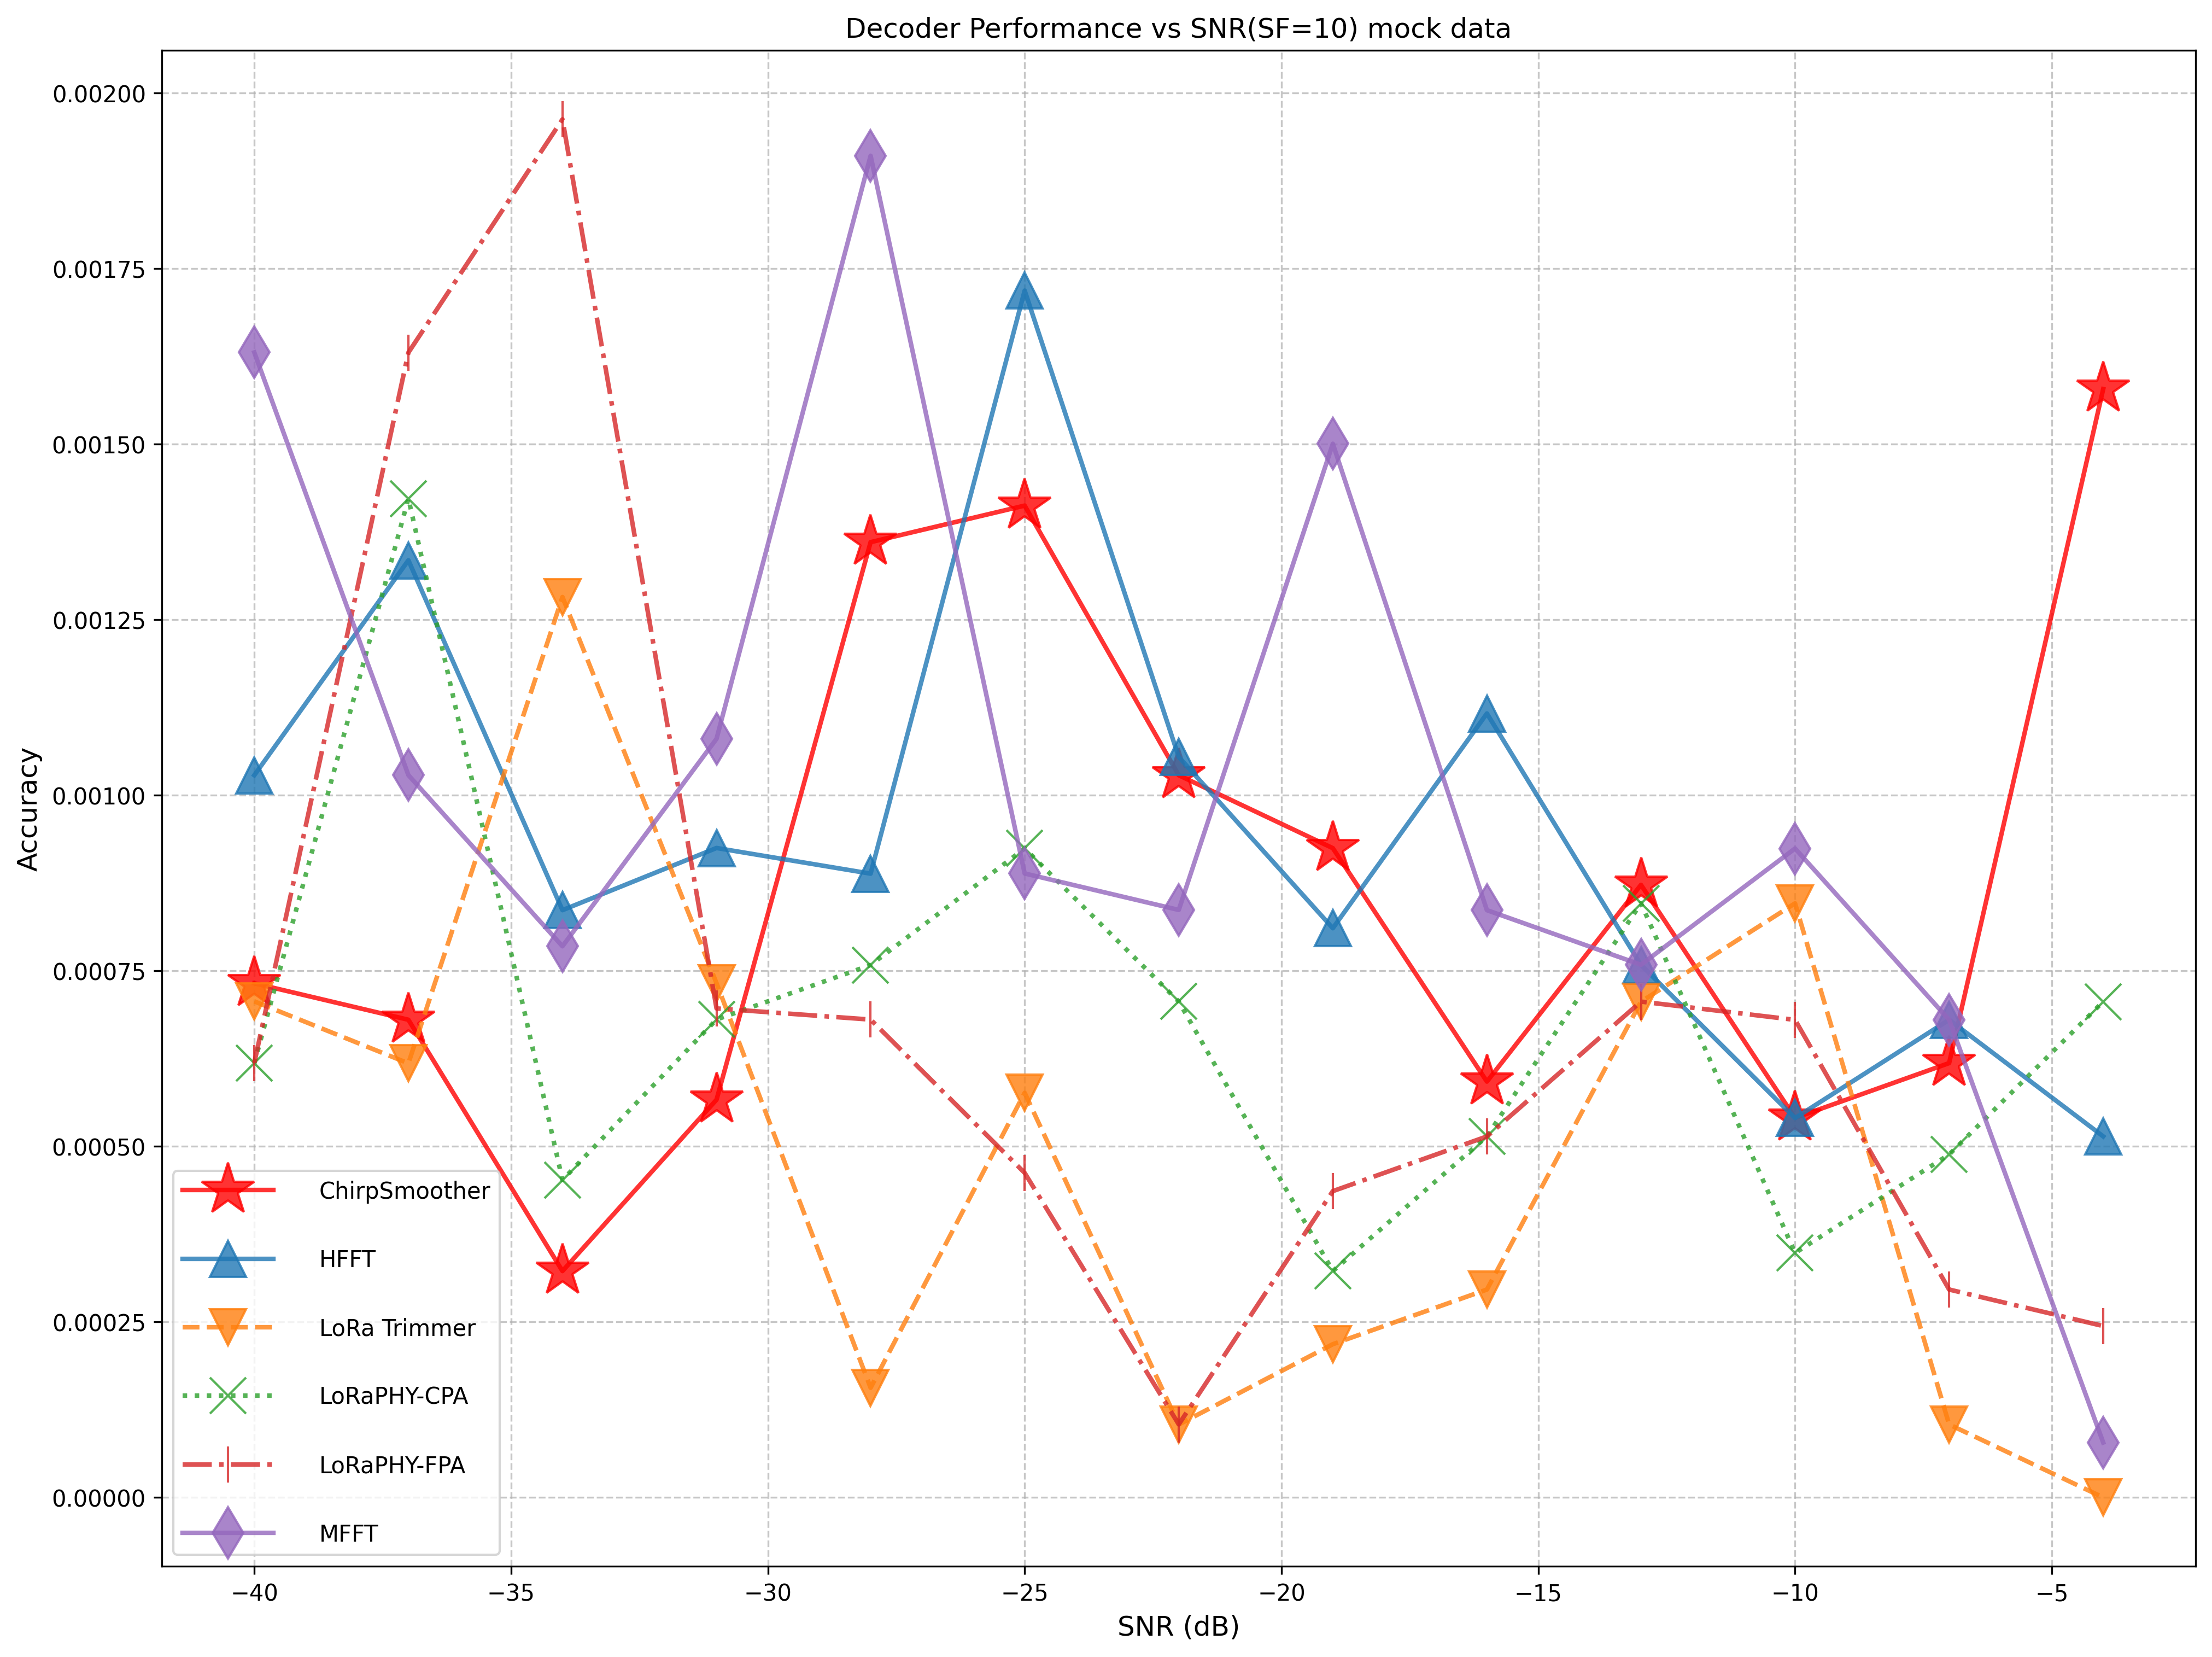 Decoder Performance vs SNR(SF=10) mock data
Accuracy
0.00200
0.00175
0.00150
0.00125
0.00100
0.00075
0.00050
0.00025
0.00000
ChirpSmoother
HFFT
LoRa Trimmer
LoRaPHY-CPA
LoRaPHY-FPA
MFFT
−40 −35 −30 −25 −20 −15 −10 −5
SNR (dB)